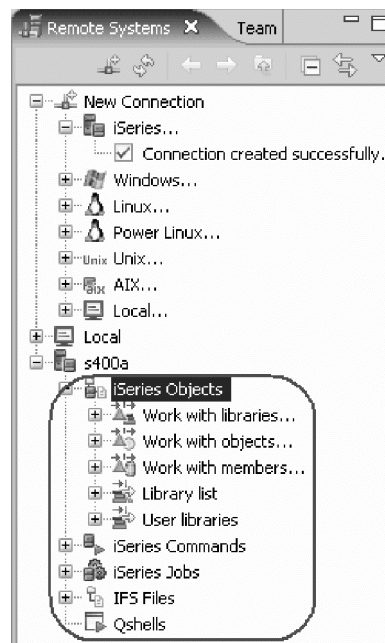 Remote Systems Team
New Connection
iSeries...
Connection created successfully.
Windows...
Linux...
Power Linux...
Unix Unix...
aix AIX...
Local...
Local
s400a
iSeries Objects
Work with libraries...
Work with objects...
Work with members...
Library list
User libraries
iSeries Commands
iSeries Jobs
IFS Files
Qshells